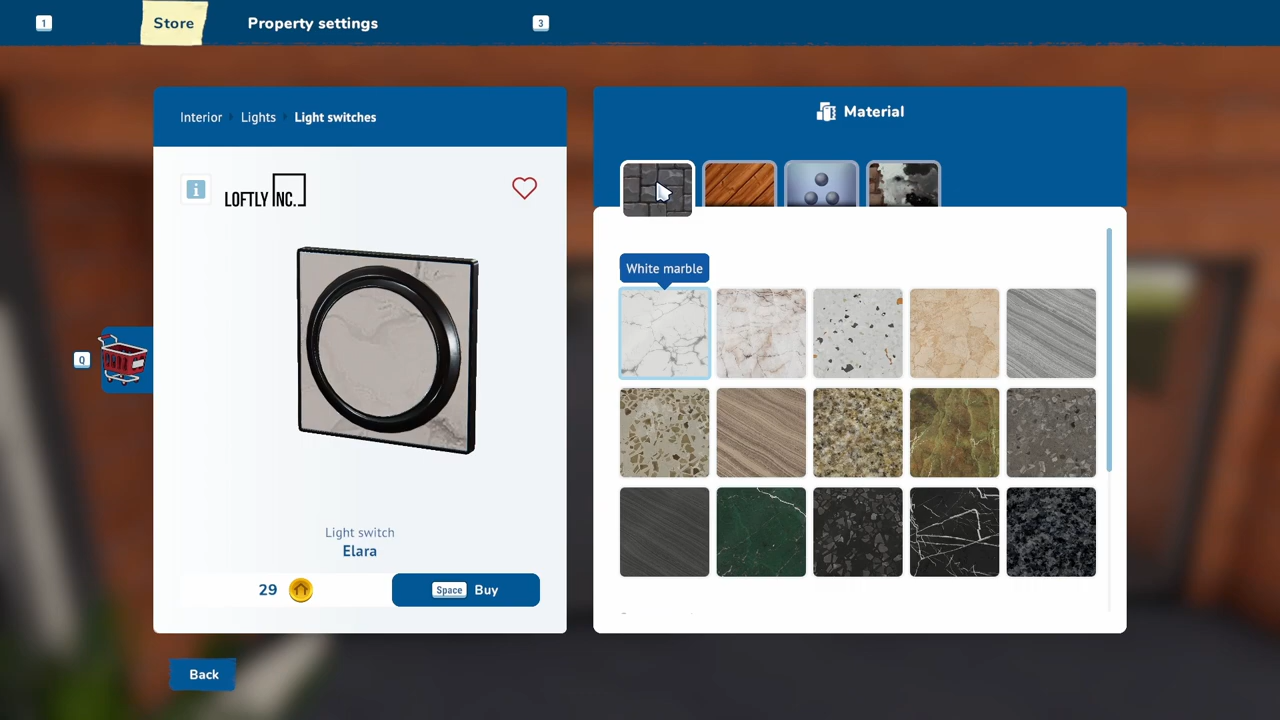 1
Store
Property settings
3
Interior
Lights
Light switches
Material
i
LOFTLY INC.
White marble
Q
Light switch
Elara
29
Space
Buy
Back